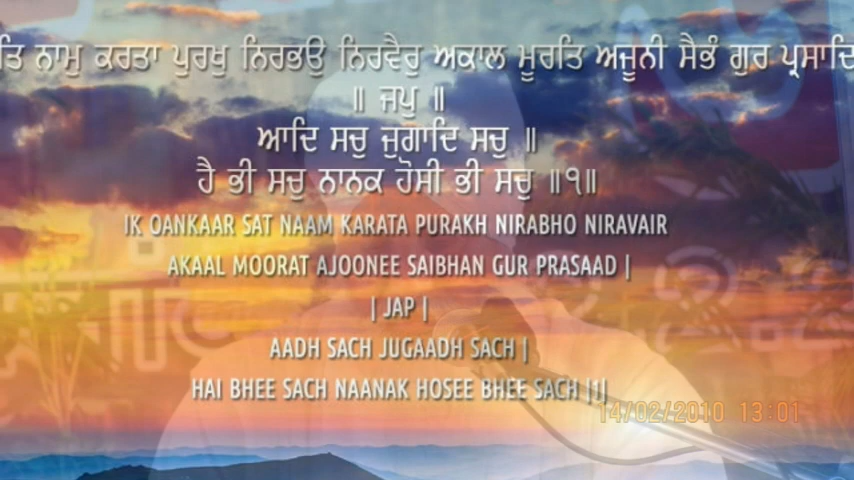 ਤਿ ਨਾਮੁ ਕਰਤਾ ਪੁਰਖੁ ਨਿਰਭਉ ਨਿਰਵੈਰੁ ਅਕਾਲ ਮੂਰਤਿ ਅਜੂਨੀ ਸੈਭੰ ਗੁਰ ਪ੍ਰਸਾਦਿ
॥ ਜਪੁ ॥
ਆਦਿ ਸਚੁ ਜੁਗਾਦਿ ਸਚੁ ॥
ਹੈ ਭੀ ਸਚੁ ਨਾਨਕ ਹੋਸੀ ਭੀ ਸਚੁ ॥੧॥
IK OANKAAR SAT NAAM KARATA PURAKH NIRABHO NIRAVAIR
AKAAL MOORAT AJOONEE SAIBHAN GUR PRASAAD |
| JAP |
AADH SACH JUGAADH SACH |
HAI BHEE SACH NAANAK HOSEE BHEE SACH |1|
14/02/2010 13:01